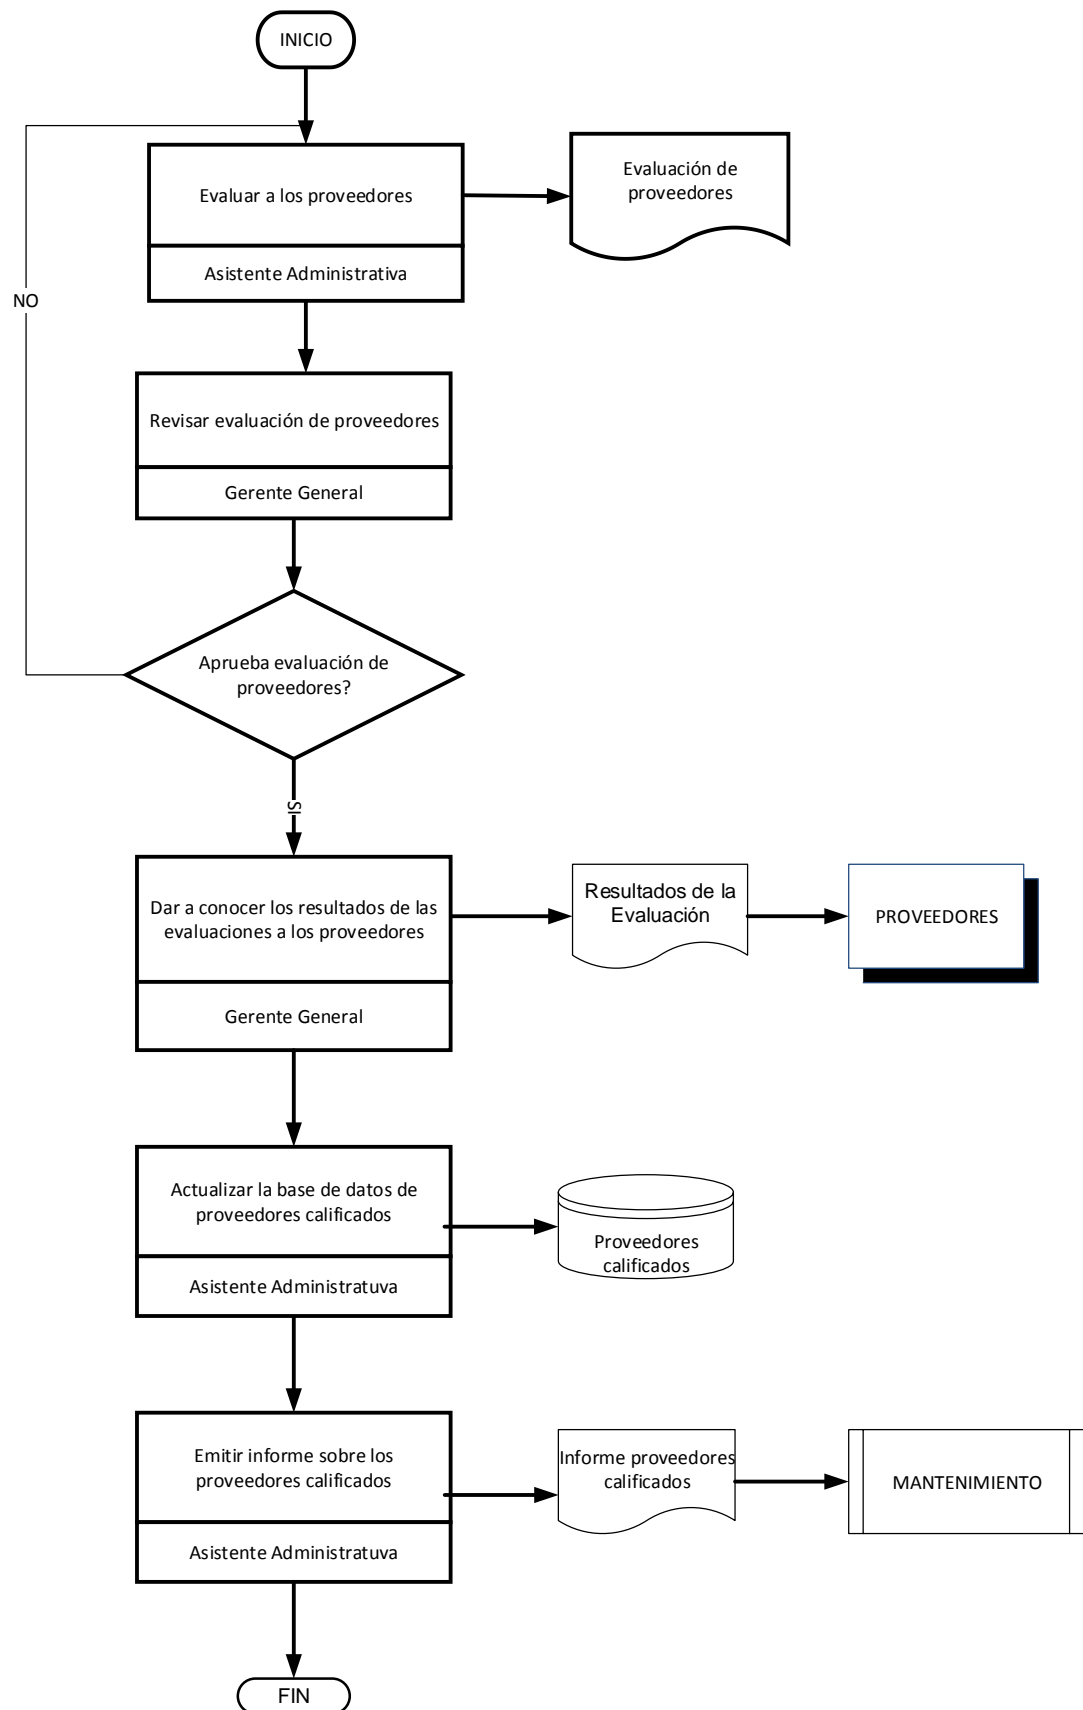 INICIO
Evaluar a los proveedores
Asistente Administrativa
Evaluación de
proveedores
NO
Revisar evaluación de proveedores
Gerente General
Aprueba evaluación de
proveedores?
SI
Dar a conocer los resultados de las
evaluaciones a los proveedores
Gerente General
Resultados de la
Evaluación
PROVEEDORES
Actualizar la base de datos de
proveedores calificados
Asistente Administratuva
Proveedores
calificados
Emitir informe sobre los
proveedores calificados
Asistente Administratuva
Informe proveedores
calificados
MANTENIMIENTO
FIN